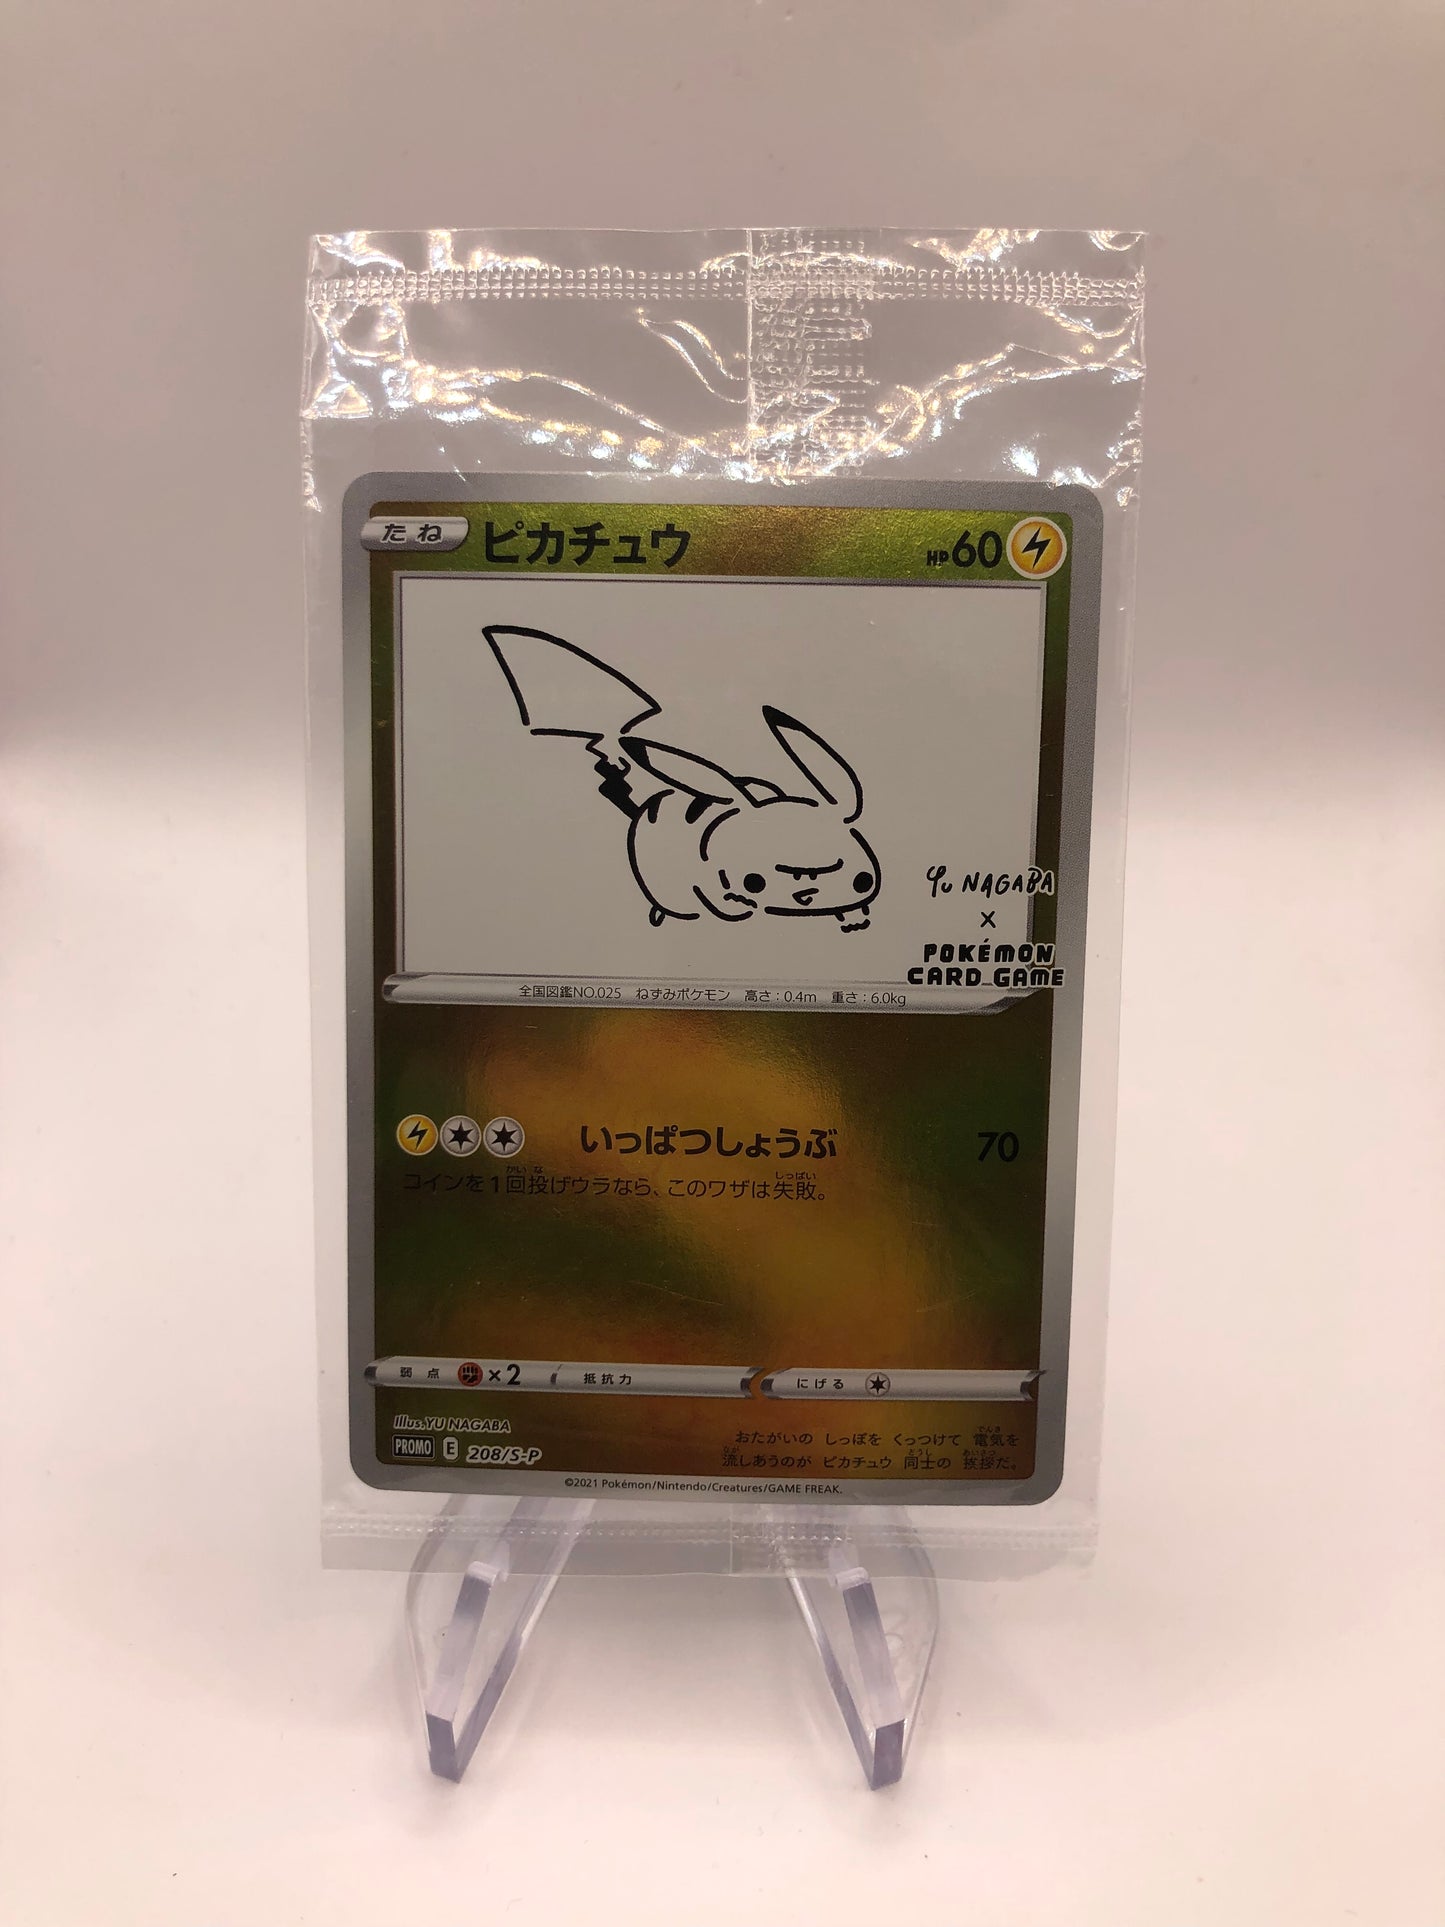 たね ピカチュウ HP60
Yu NAGABA
×
POKÉMON
CARD GAME
全国図鑑NO.025 ねずみポケモン 高さ：0.4m 重さ：6.0kg
いっぱつしょうぶ 70
コインを1回投げウラなら、このワザは失敗。
弱点 ×2 抵抗力 にげる
Illus. YU NAGABA
PROMO E 208/S-P
おたがいの しっぽを くっつけて 電気を
流しあうのが ピカチュウ 同士の 挨拶だ。
©2021 Pokémon/Nintendo/Creatures/GAME FREAK.